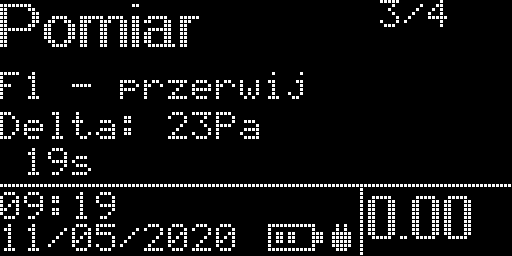 Pomiar 3/4
F1 - przerwij
Delta: 23Pa
19s
09:19
11/05/2020
0.00